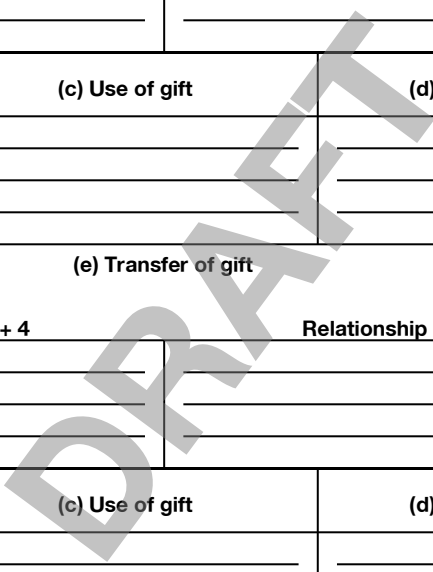 (c) Use of gift (d)
(e) Transfer of gift
+ 4 Relationship
(c) Use of gift (d)
DRAFT